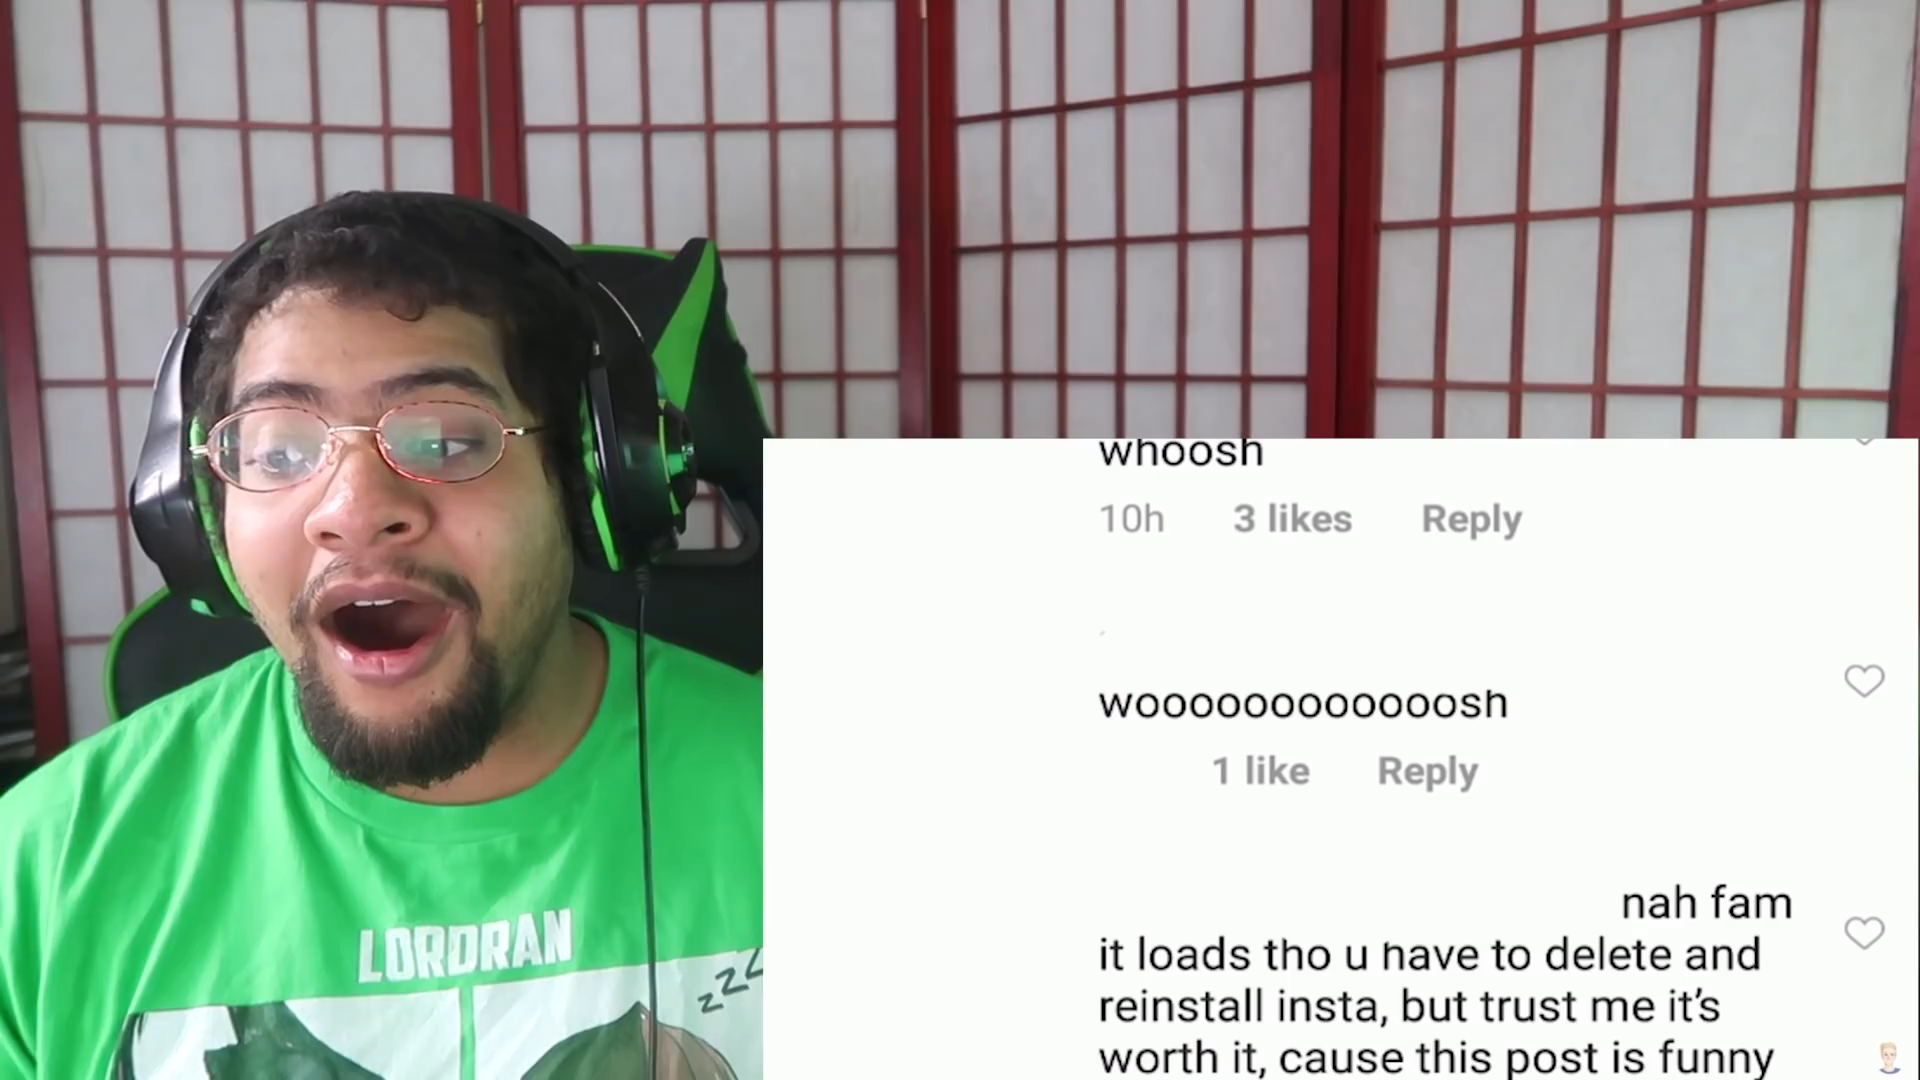 whoosh
10h 3 likes Reply
woooooooooooosh
1 like Reply
nah fam
it loads tho u have to delete and
reinstall insta, but trust me it's
worth it, cause this post is funny
LORDRAN
zzz